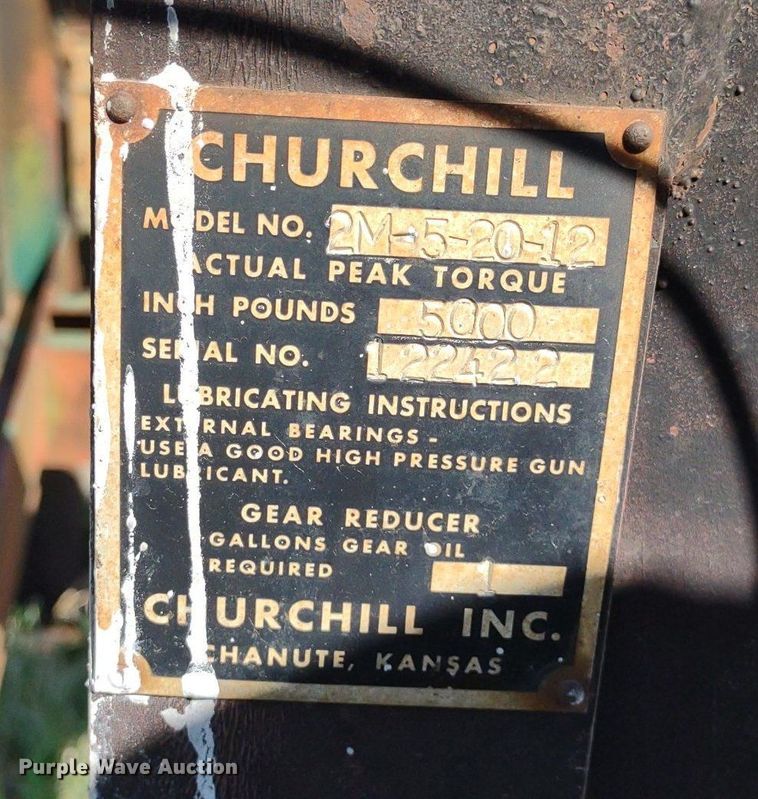 CHURCHILL
MODEL NO. 2M-5-20-12
ACTUAL PEAK TORQUE
INCH POUNDS 5000
SERIAL NO. 122422
LUBRICATING INSTRUCTIONS
EXTERNAL BEARINGS -
USE A GOOD HIGH PRESSURE GUN
LUBRICANT.
GEAR REDUCER
GALLONS GEAR OIL
REQUIRED 1
CHURCHILL INC.
CHANUTE, KANSAS
Purple Wave Auction